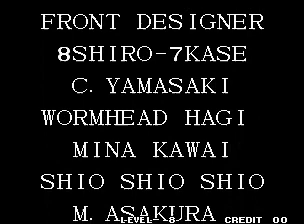 FRONT DESIGNER
8SHIRO-7KASE
C. YAMASAKI
WORMHEAD HAGI
MINA KAWAI
SHIO SHIO SHIO
M. ASAKURA
LEVEL-8 CREDIT 00